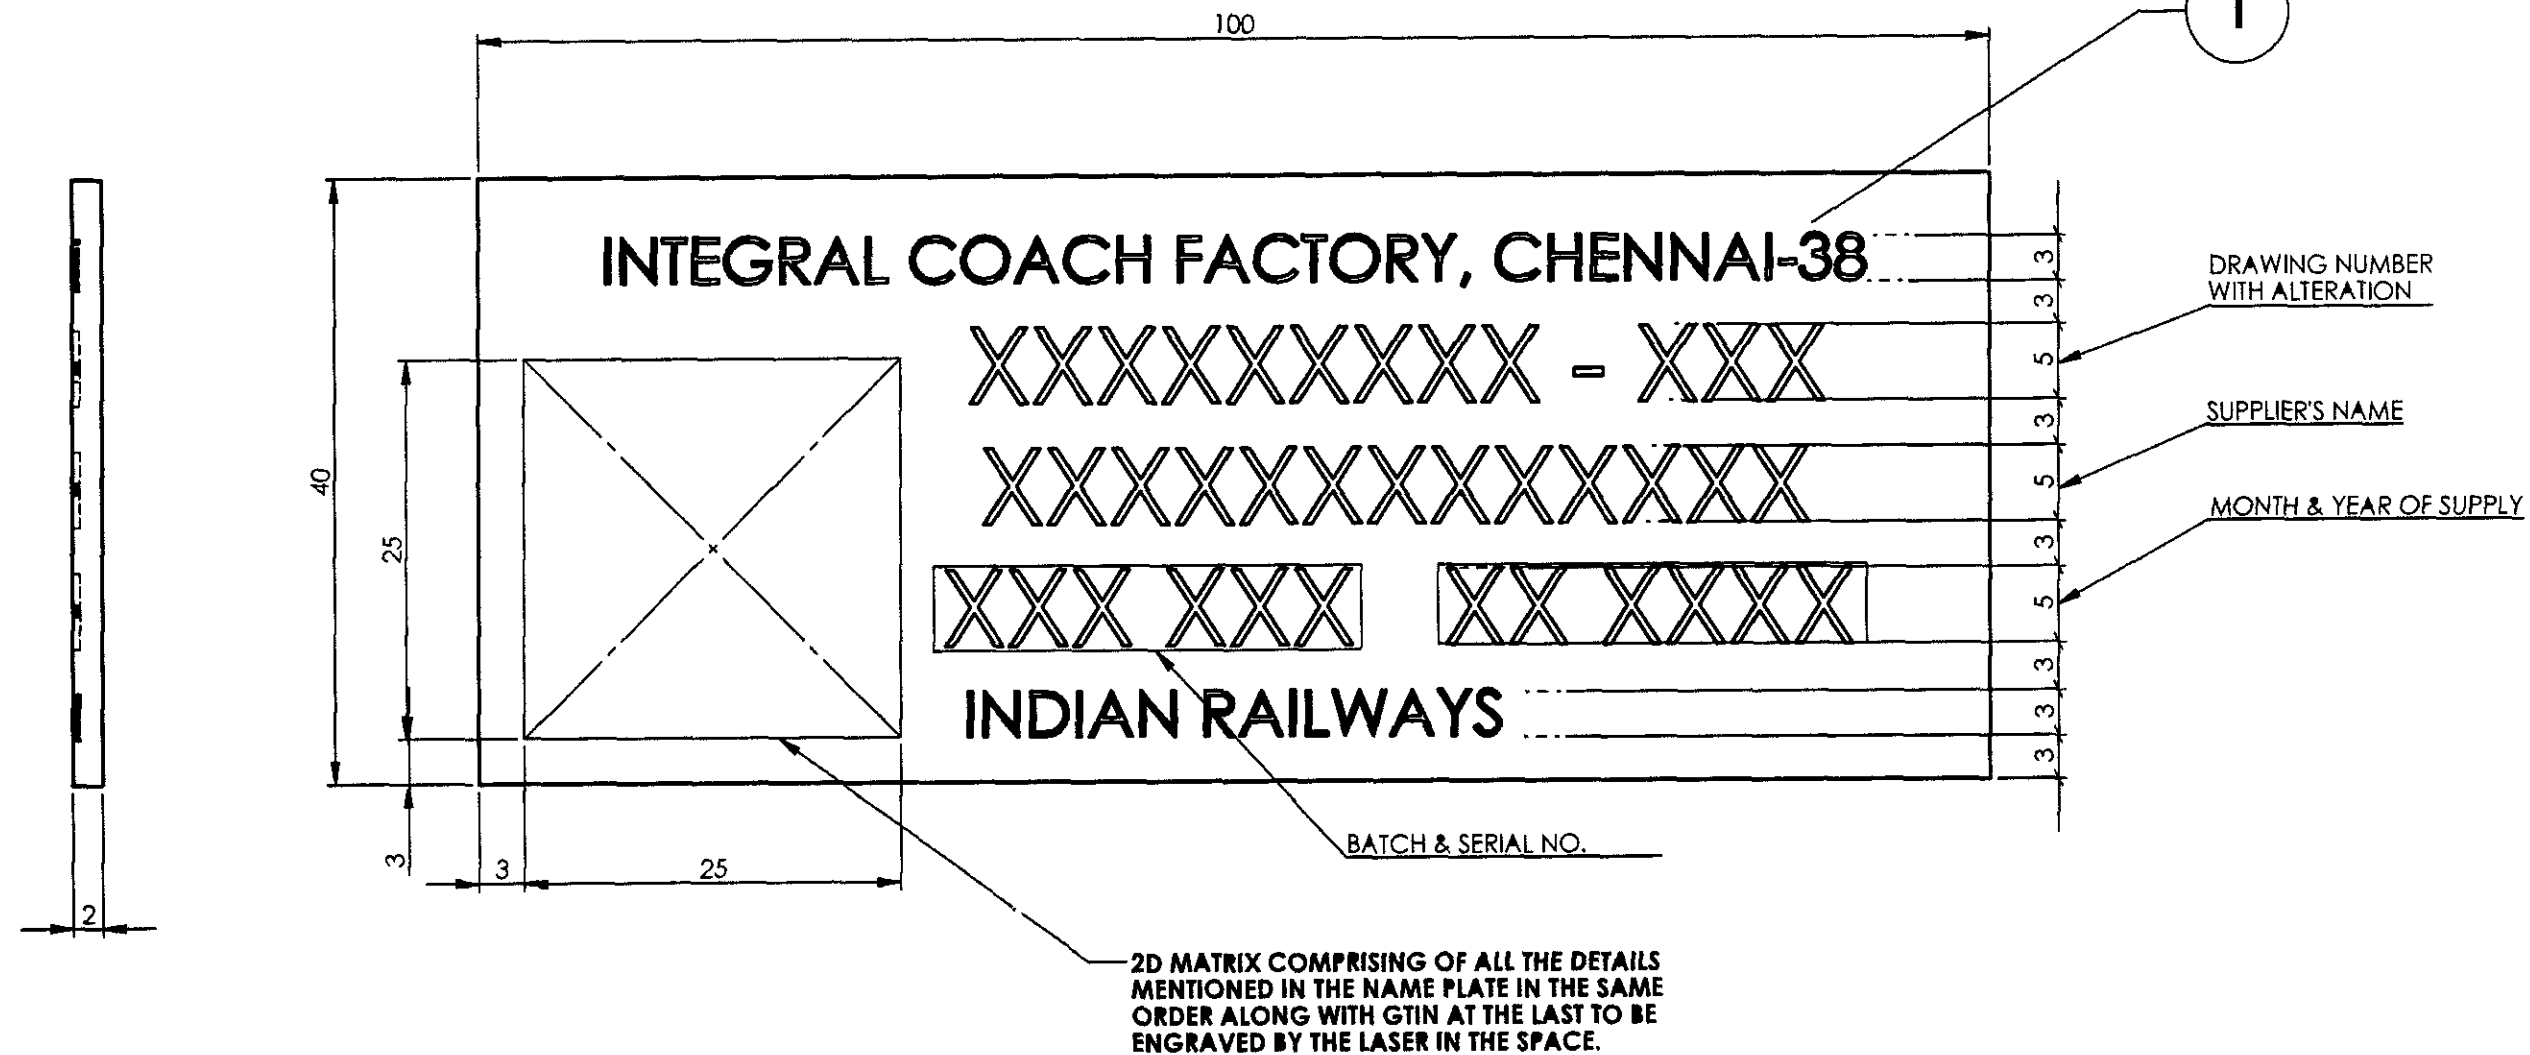 100
1
INTEGRAL COACH FACTORY, CHENNAI-38
3
DRAWING NUMBER
WITH ALTERATION
3
XXXXXXXXX - XXX
5
3
SUPPLIER'S NAME
40
XXXXXXXXXXXXX
5
MONTH & YEAR OF SUPPLY
25
3
XXX XXX XX XXXX
5
3
INDIAN RAILWAYS
3
3
BATCH & SERIAL NO.
3
3
25
2
2D MATRIX COMPRISING OF ALL THE DETAILS
MENTIONED IN THE NAME PLATE IN THE SAME
ORDER ALONG WITH GTIN AT THE LAST TO BE
ENGRAVED BY THE LASER IN THE SPACE.